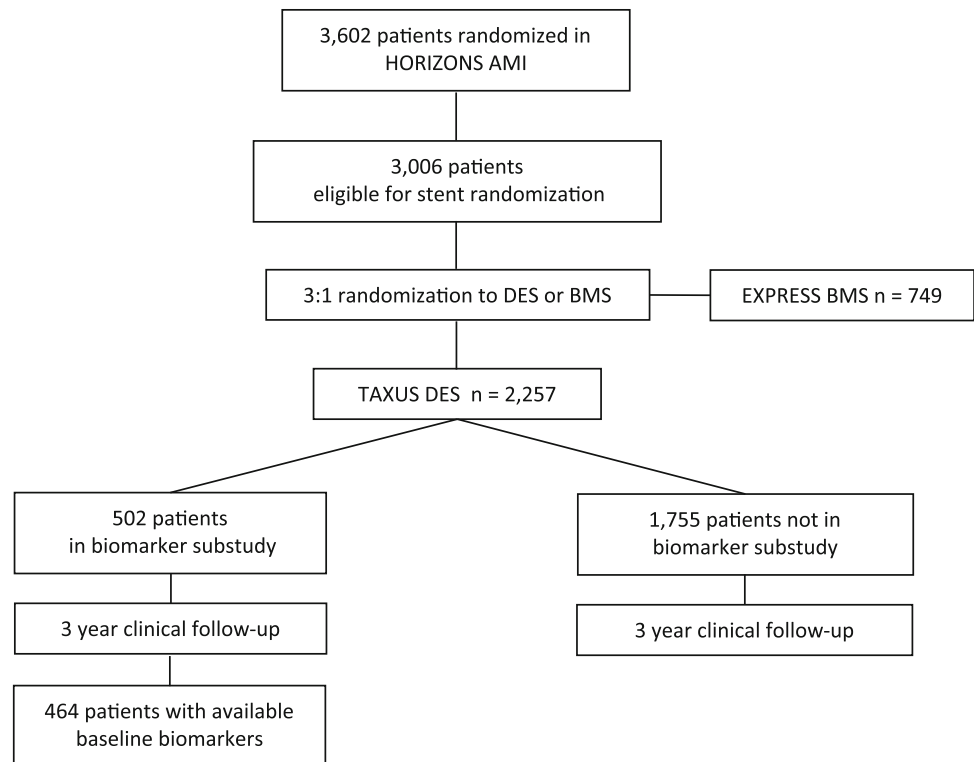 3,602 patients randomized in
HORIZONS AMI
3,006 patients
eligible for stent randomization
3:1 randomization to DES or BMS
EXPRESS BMS n = 749
TAXUS DES n = 2,257
502 patients
in biomarker substudy
1,755 patients not in
biomarker substudy
3 year clinical follow-up
3 year clinical follow-up
464 patients with available
baseline biomarkers